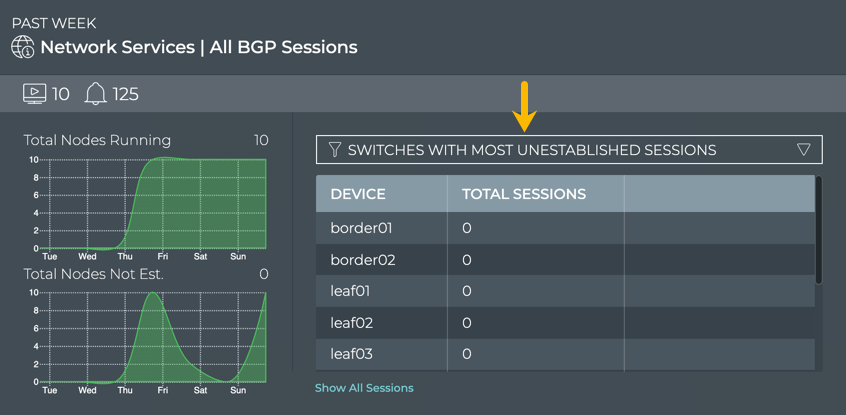 PAST WEEK
Network Services | All BGP Sessions
10 125
Total Nodes Running 10
10
8
6
4
2
0
Tue Wed Thu Fri Sat Sun
Total Nodes Not Est. 0
10
8
6
4
2
0
Tue Wed Thu Fri Sat Sun
SWITCHES WITH MOST UNESTABLISHED SESSIONS
DEVICE TOTAL SESSIONS
border01 0
border02 0
leaf01 0
leaf02 0
leaf03 0
Show All Sessions